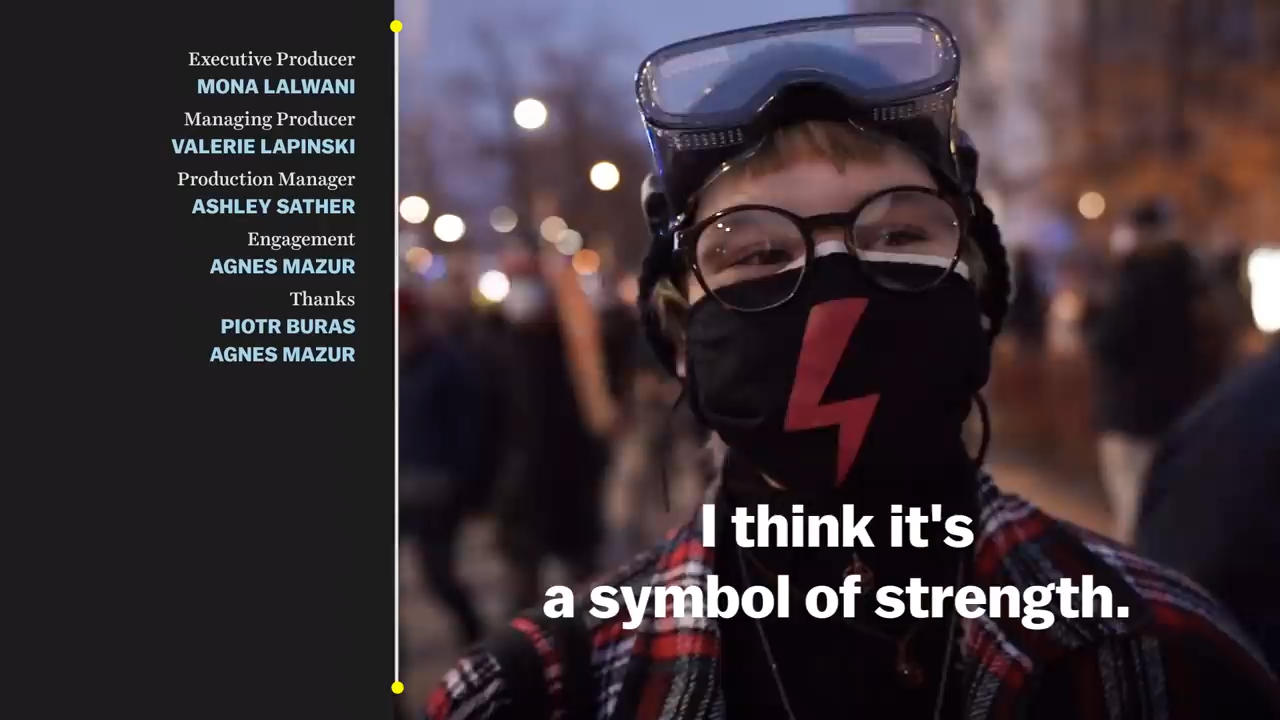 Executive Producer
MONA LALWANI
Managing Producer
VALERIE LAPINSKI
Production Manager
ASHLEY SATHER
Engagement
AGNES MAZUR
Thanks
PIOTR BURAS
AGNES MAZUR
I think it's
a symbol of strength.